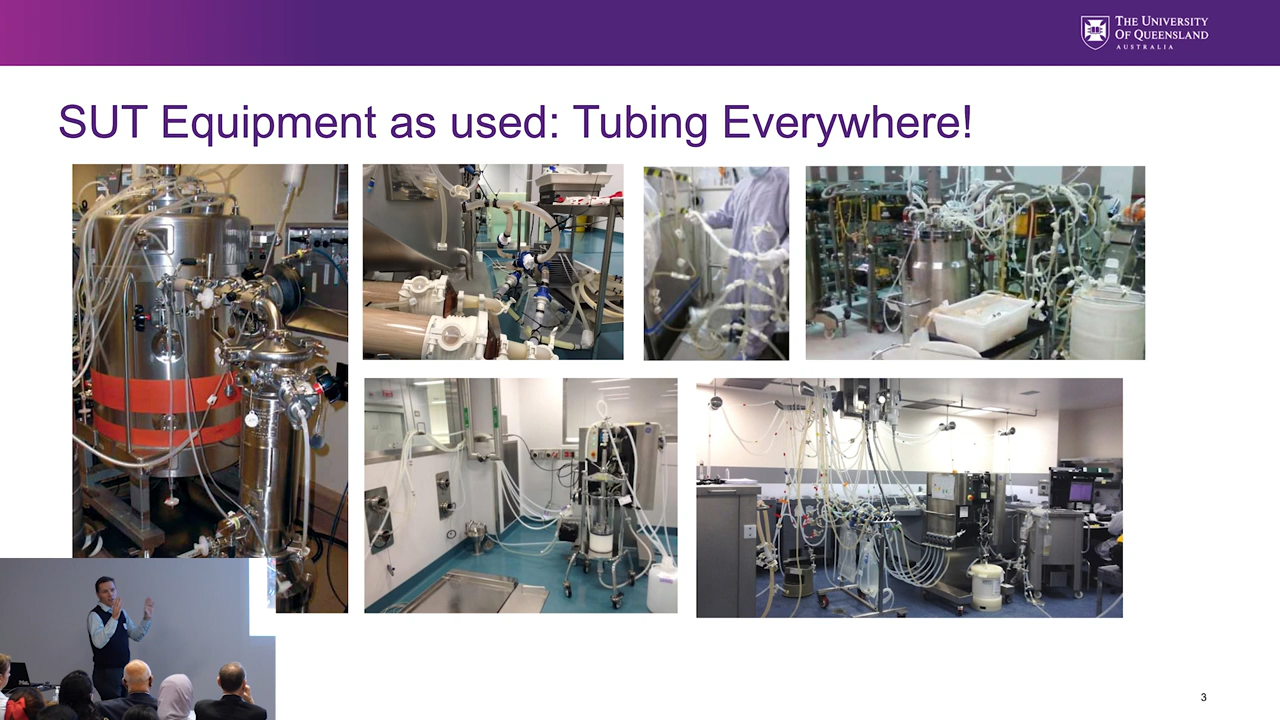 THE UNIVERSITY
OF QUEENSLAND
AUSTRALIA
SUT Equipment as used: Tubing Everywhere!
3